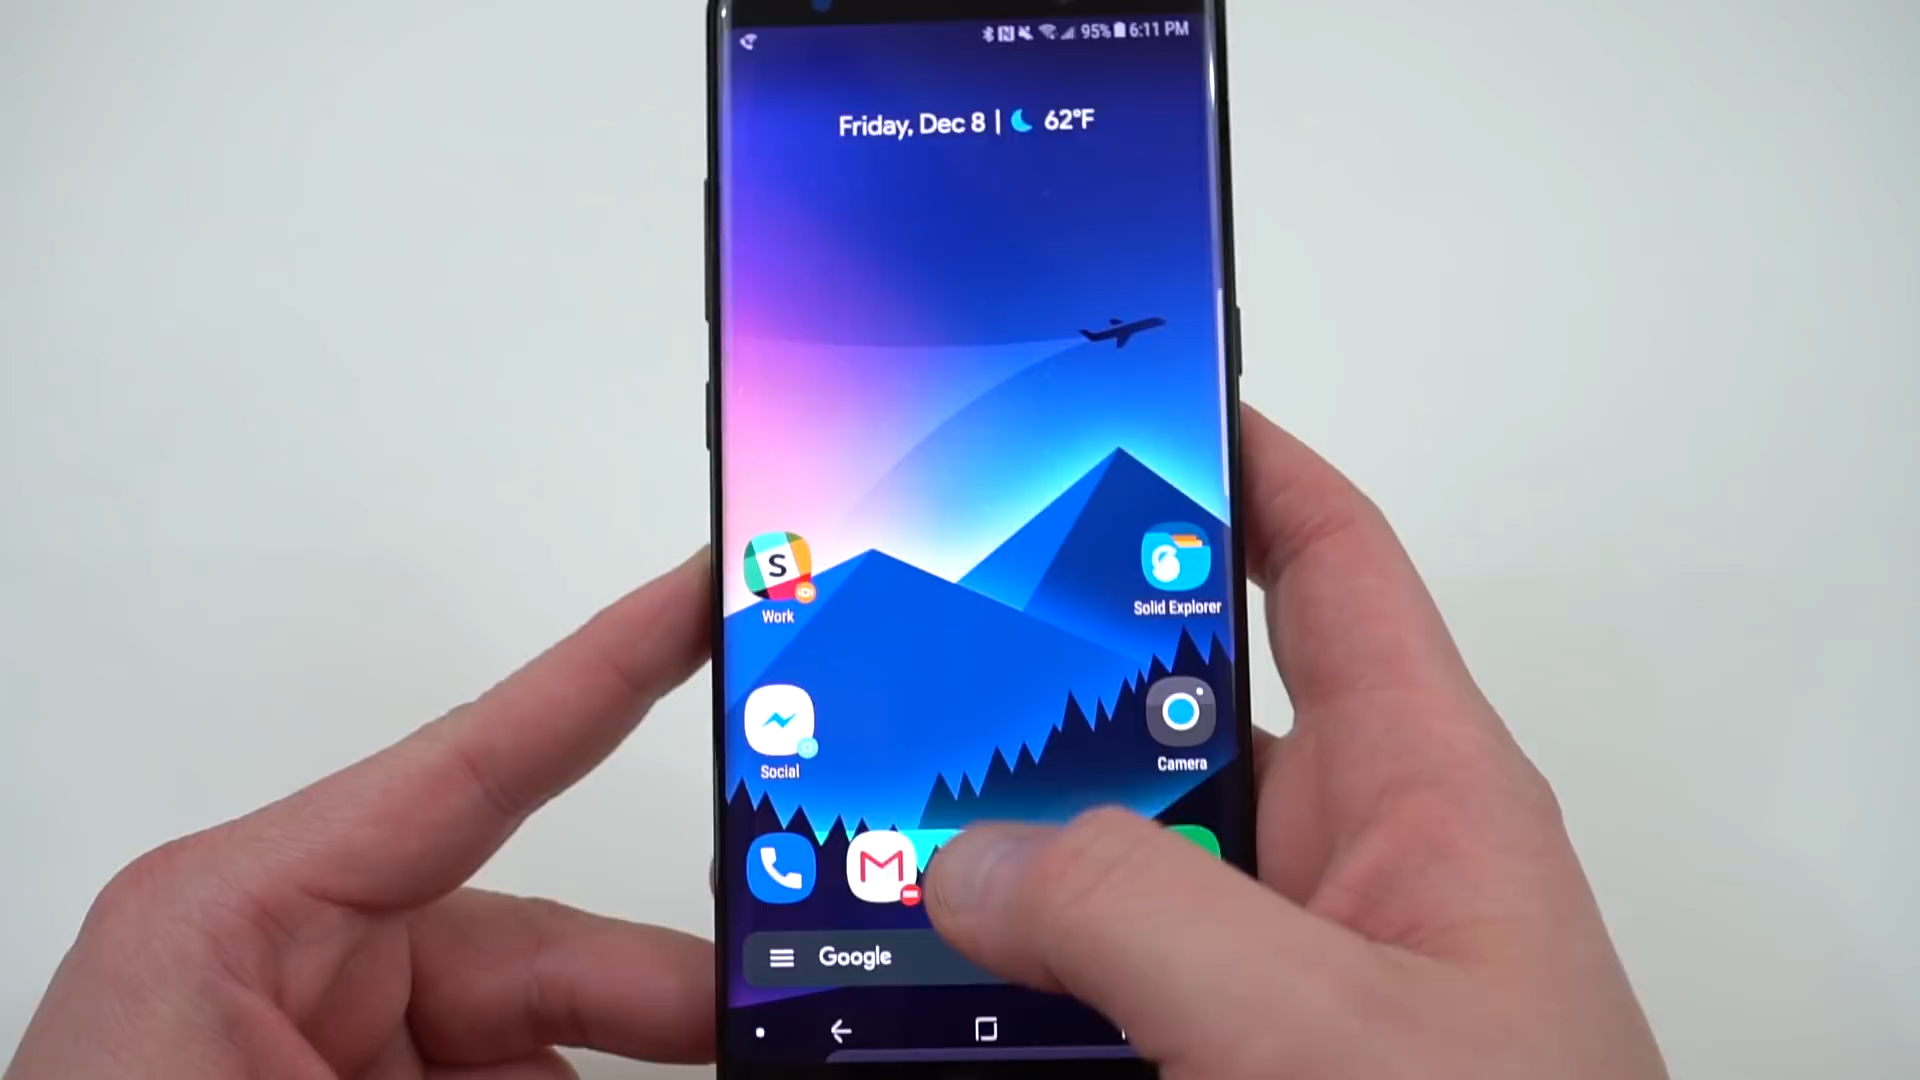 95% 6:11 PM
Friday, Dec 8 | 62°F
S
Work
Solid Explorer
Social
Camera
M
Google